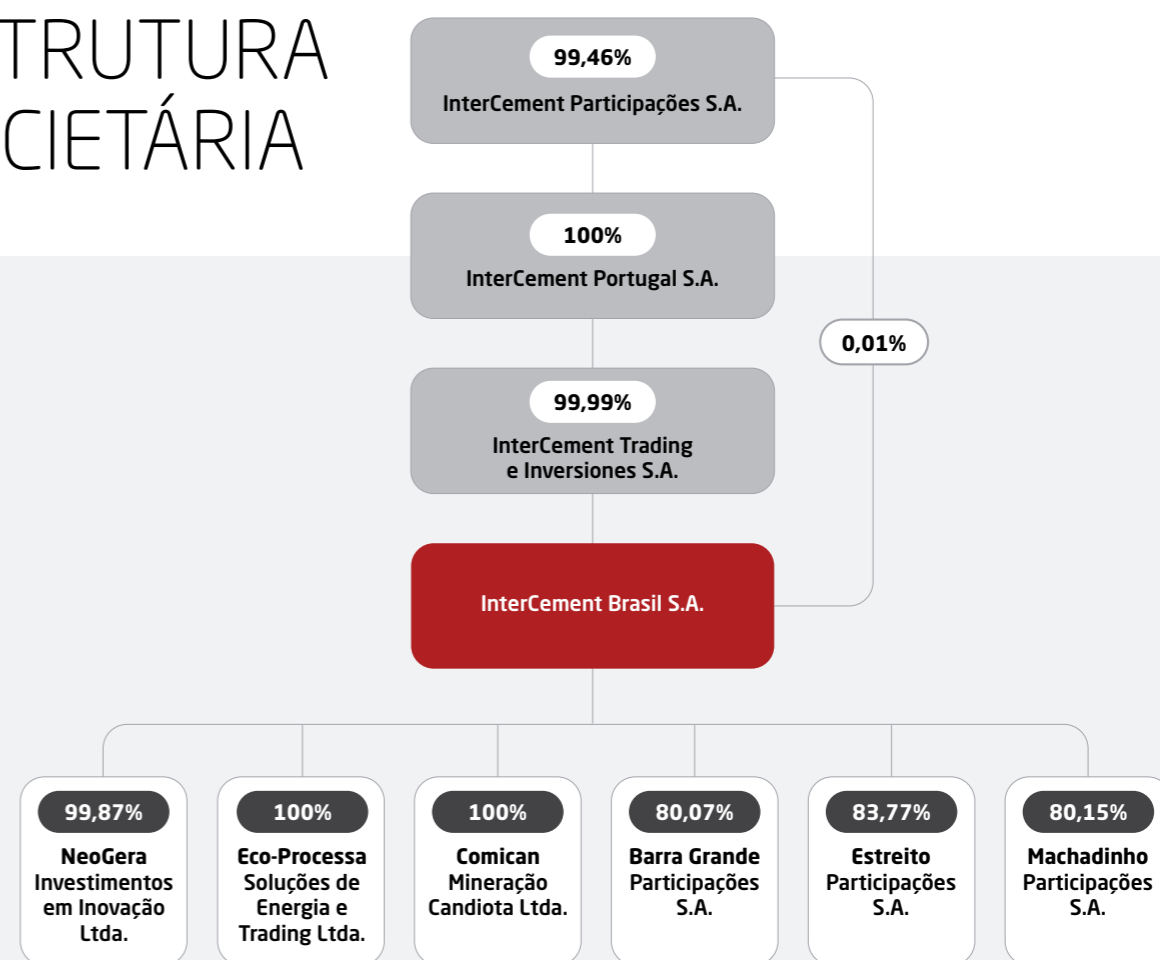 TRUTURA
CIETÁRIA
99,46%
InterCement Participações S.A.
100%
InterCement Portugal S.A.
0,01%
99,99%
InterCement Trading
e Inversiones S.A.
InterCement Brasil S.A.
99,87%
NeoGera
Investimentos
em Inovação
Ltda.
100%
Eco-Processa
Soluções de
Energia e
Trading Ltda.
100%
Comican
Mineração
Candiota Ltda.
80,07%
Barra Grande
Participações
S.A.
83,77%
Estreito
Participações
S.A.
80,15%
Machadinho
Participações
S.A.